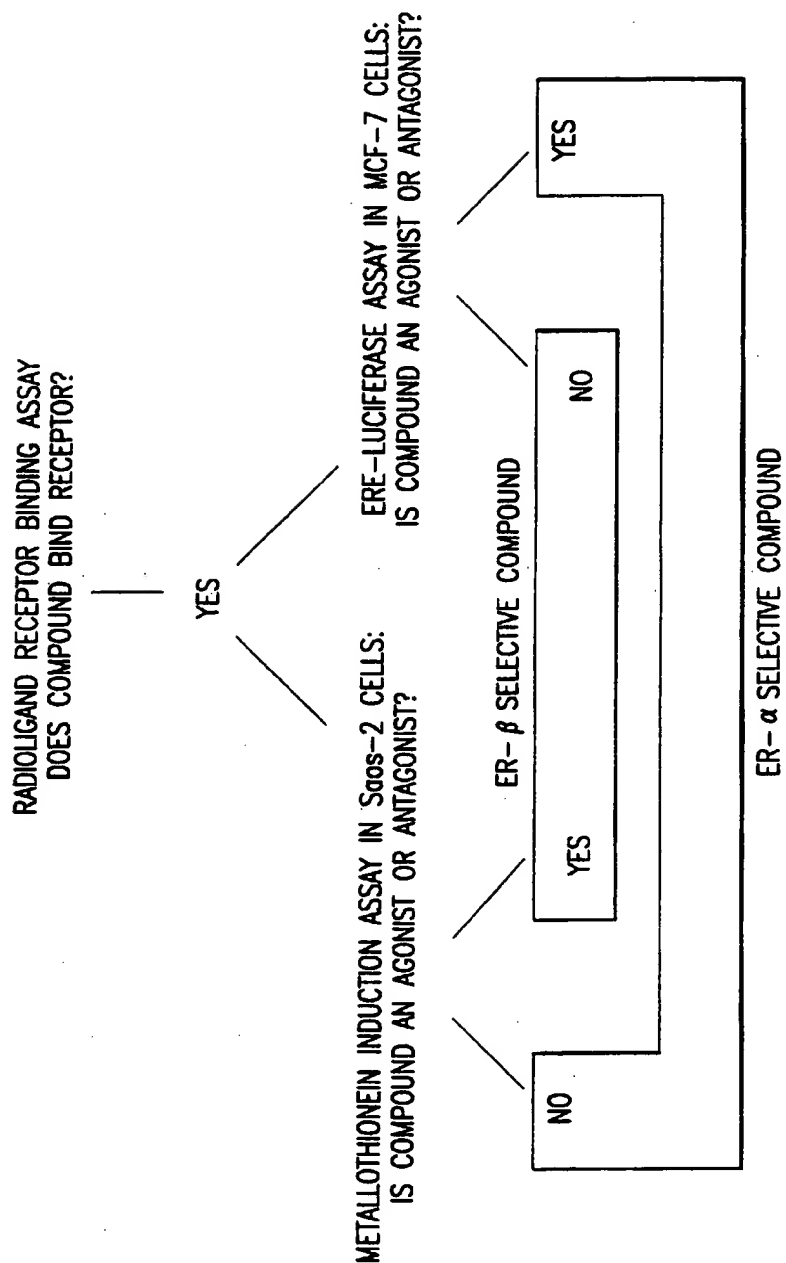 RADIOLIGAND RECEPTOR BINDING ASSAY
DOES COMPOUND BIND RECEPTOR?
YES
METALLOTHIONEIN INDUCTION ASSAY IN Saos-2 CELLS:
IS COMPOUND AN AGONIST OR ANTAGONIST?
ERE-LUCIFERASE ASSAY IN MCF-7 CELLS:
IS COMPOUND AN AGONIST OR ANTAGONIST?
ER-β SELECTIVE COMPOUND
NO
YES
NO
YES
ER-α SELECTIVE COMPOUND